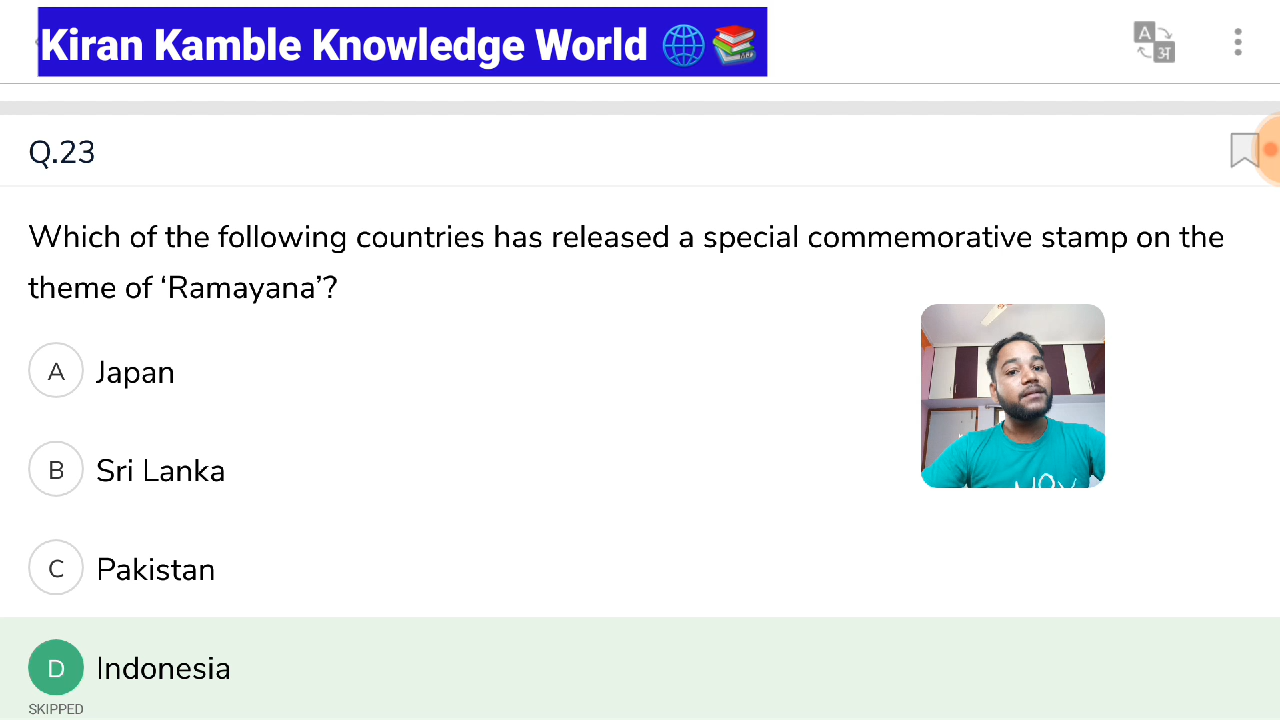 Kiran Kamble Knowledge World
Q.23
Which of the following countries has released a special commemorative stamp on the
theme of ‘Ramayana’?
A Japan
B Sri Lanka
C Pakistan
D Indonesia
SKIPPED